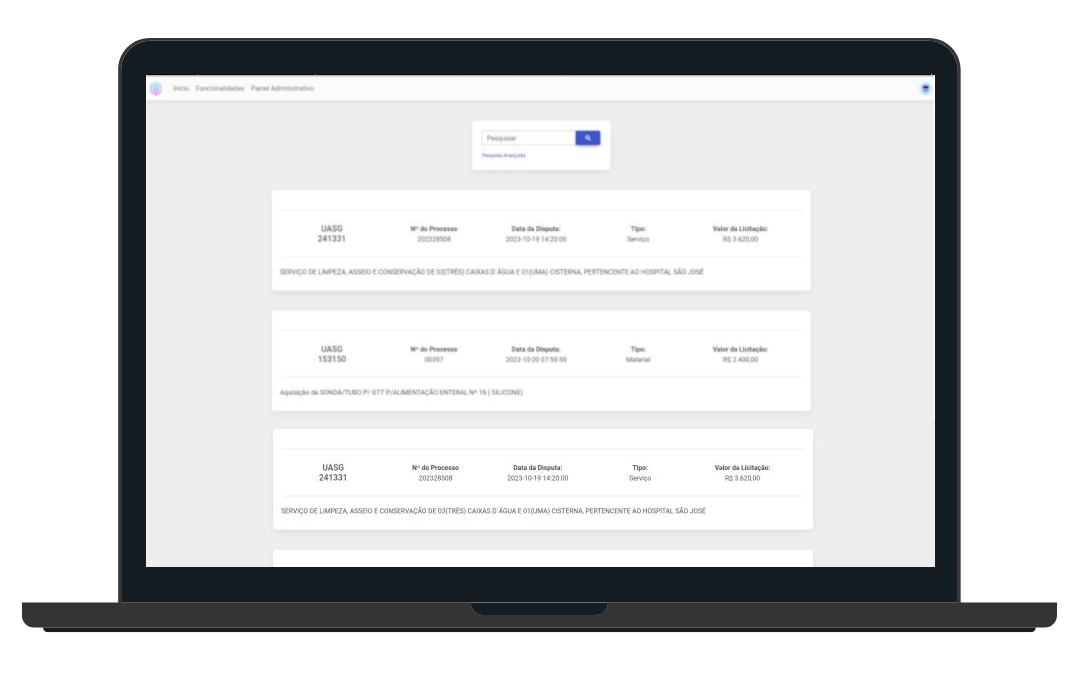 Início Funcionalidades Painel Administrativo
Pesquisar
Pesquisa Avançada
UASG Nº do Processo Data da Disputa: Tipo: Valor da Licitação:
241331 202328508 2023-10-19 14:20:00 Serviço R$ 3.620,00
SERVIÇO DE LIMPEZA, ASSEIO E CONSERVAÇÃO DE 03(TRÊS) CAIXAS D´ÁGUA E 01(UMA) CISTERNA, PERTENCENTE AO HOSPITAL SÃO JOSÉ
UASG Nº do Processo Data da Disputa: Tipo: Valor da Licitação:
153150 00397 2023-10-20 07:59:59 Material R$ 2.400,00
Aquisição de SONDA/TUBO P/ GTT P/ALIMENTAÇÃO ENTERAL Nº 16 ( SILICONE)
UASG Nº do Processo Data da Disputa: Tipo: Valor da Licitação:
241331 202328508 2023-10-19 14:20:00 Serviço R$ 3.620,00
SERVIÇO DE LIMPEZA, ASSEIO E CONSERVAÇÃO DE 03(TRÊS) CAIXAS D´ÁGUA E 01(UMA) CISTERNA, PERTENCENTE AO HOSPITAL SÃO JOSÉ